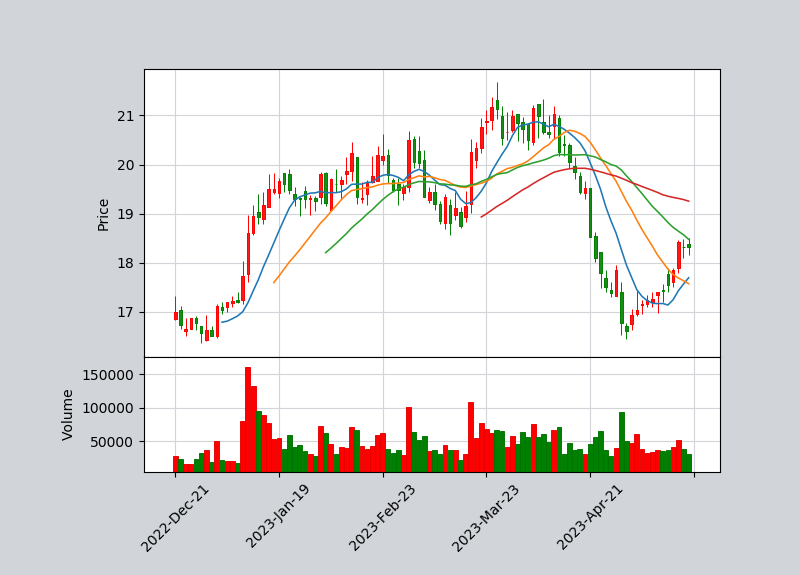 Price
21
20
19
18
17
Volume
150000
100000
50000
2022-Dec-21
2023-Jan-19
2023-Feb-23
2023-Mar-23
2023-Apr-21